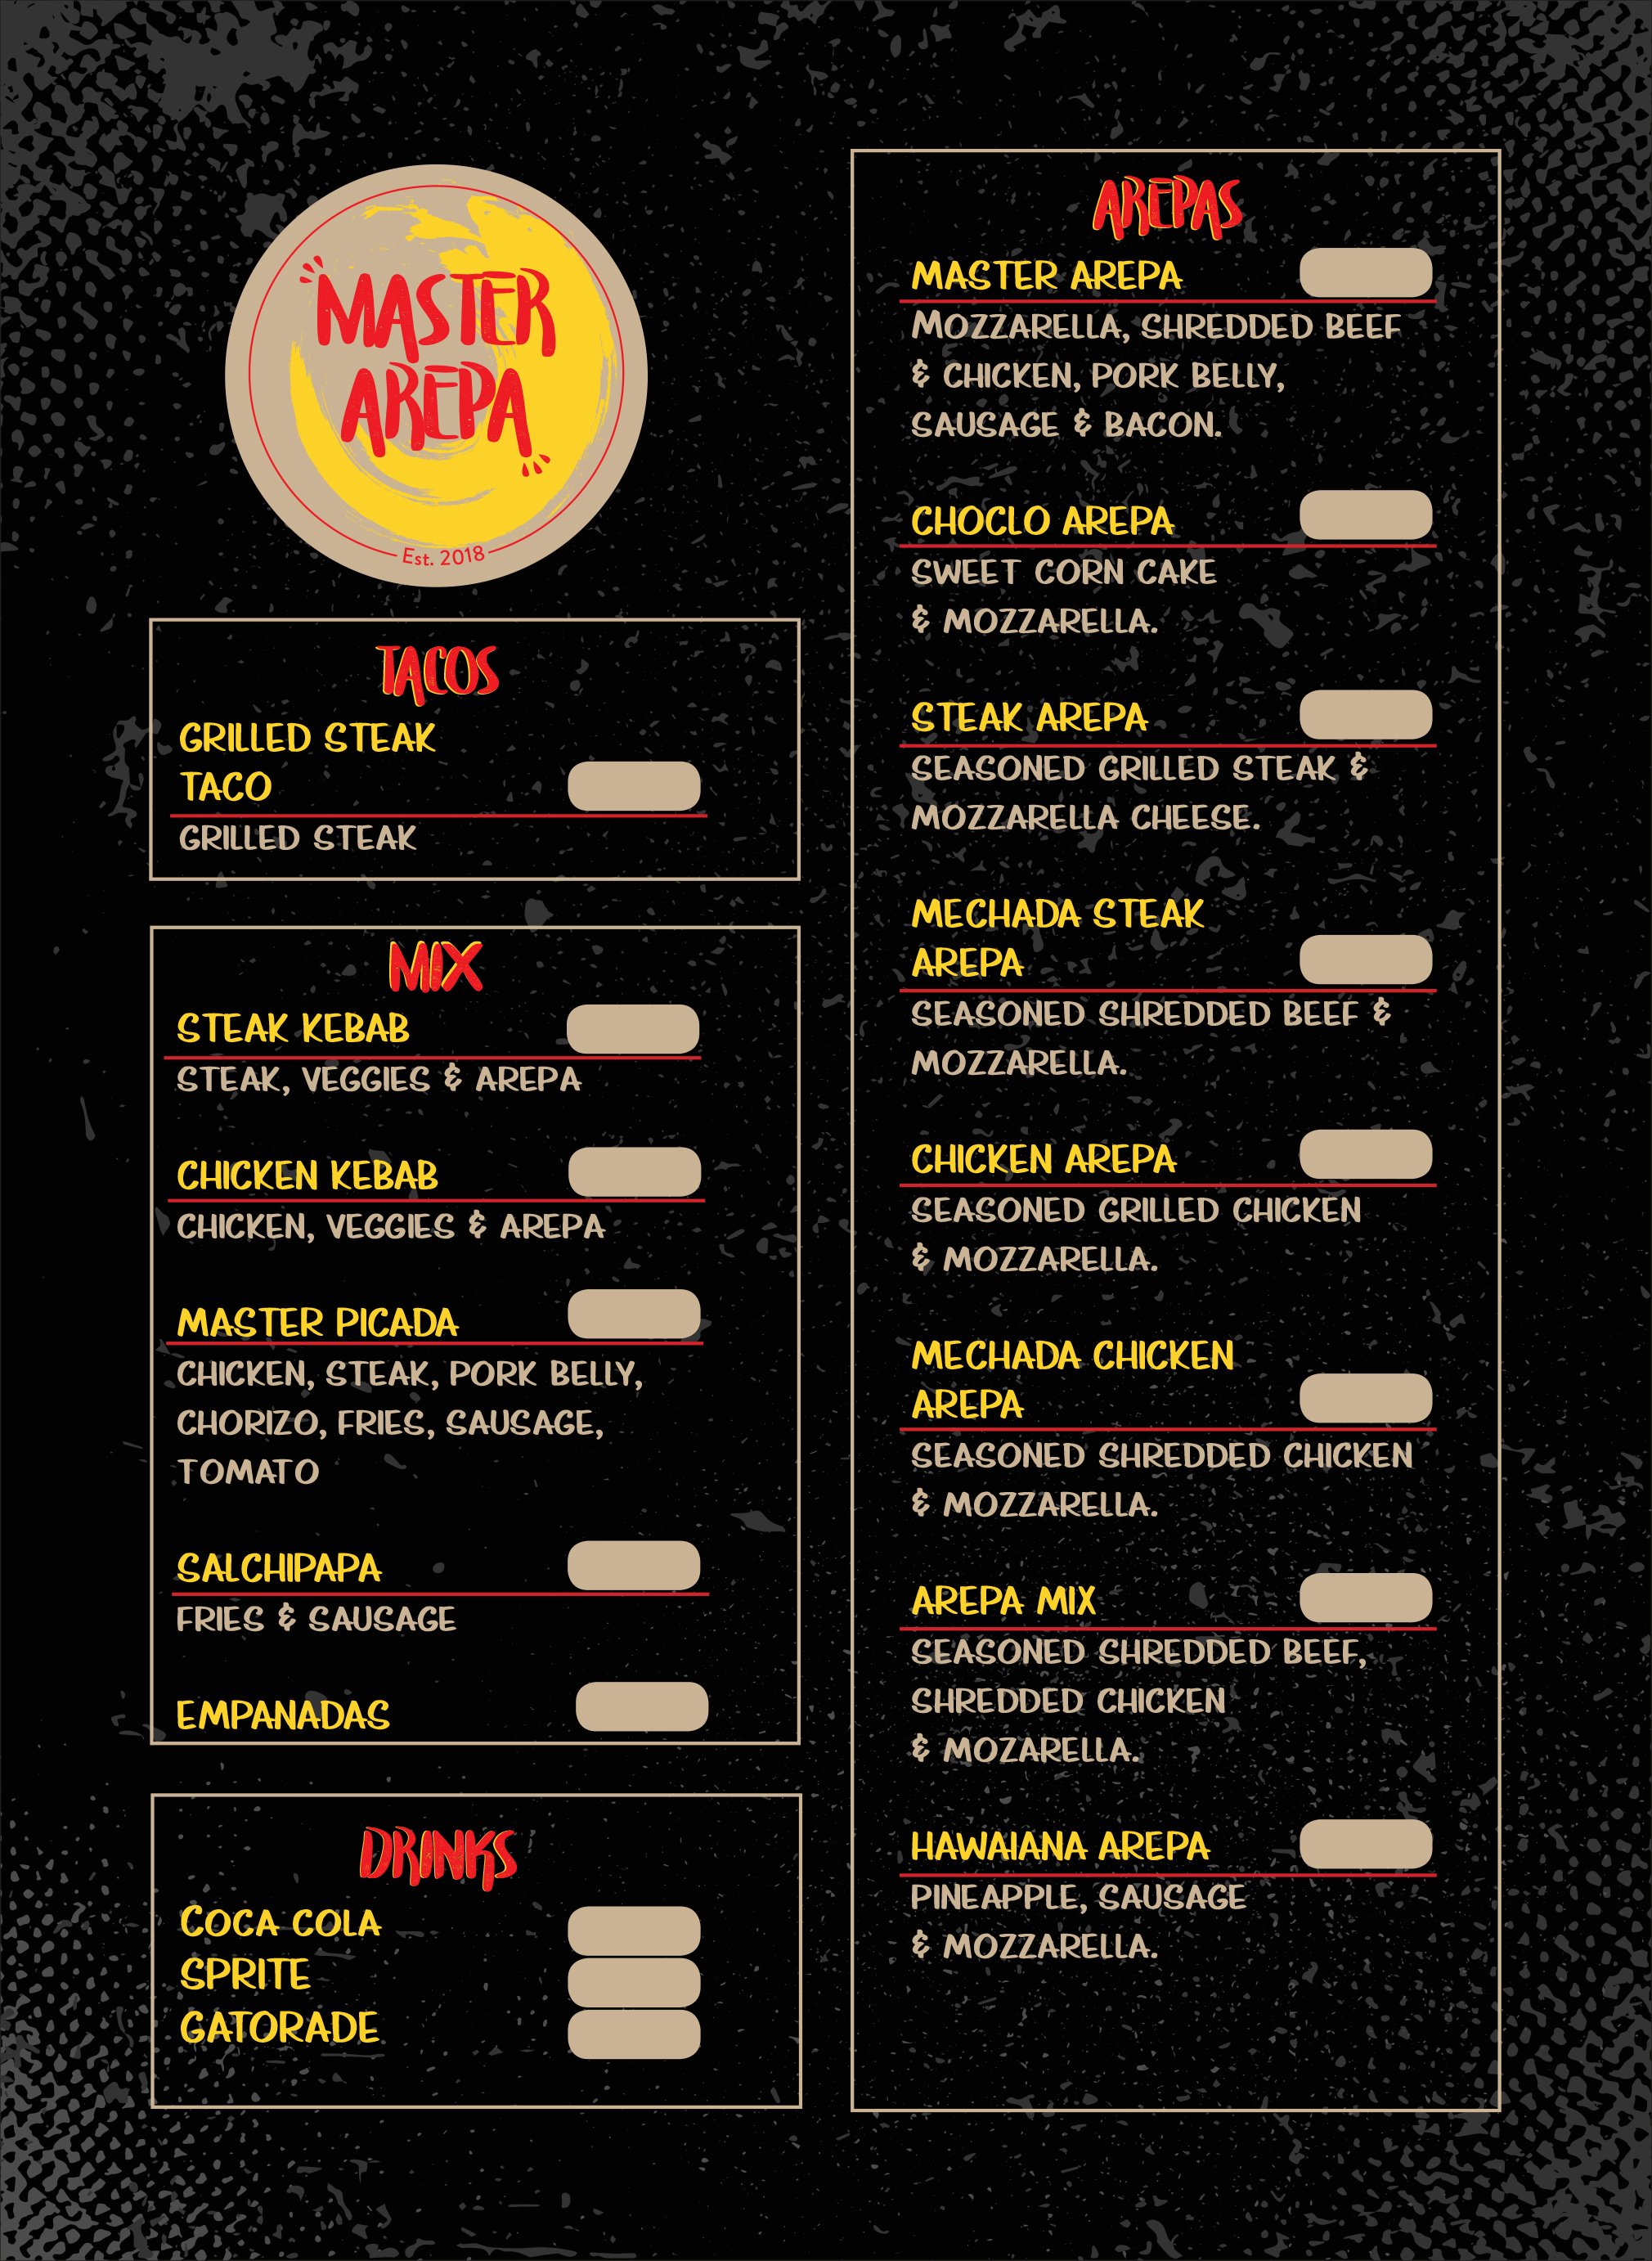 MASTER
AREPA
Est. 2018
TACOS
GRILLED STEAK
TACO
GRILLED STEAK
MIX
STEAK KEBAB
STEAK, VEGGIES & AREPA
CHICKEN KEBAB
CHICKEN, VEGGIES & AREPA
MASTER PICADA
CHICKEN, STEAK, PORK BELLY,
CHORIZO, FRIES, SAUSAGE,
TOMATO
SALCHIPAPA
FRIES & SAUSAGE
EMPANADAS
DRINKS
COCA COLA
SPRITE
GATORADE
AREPAS
MASTER AREPA
MOZZARELLA, SHREDDED BEEF
& CHICKEN, PORK BELLY,
SAUSAGE & BACON.
CHOCLO AREPA
SWEET CORN CAKE
& MOZZARELLA.
STEAK AREPA
SEASONED GRILLED STEAK &
MOZZARELLA CHEESE.
MECHADA STEAK
AREPA
SEASONED SHREDDED BEEF &
MOZZARELLA.
CHICKEN AREPA
SEASONED GRILLED CHICKEN
& MOZZARELLA.
MECHADA CHICKEN
AREPA
SEASONED SHREDDED CHICKEN
& MOZZARELLA.
AREPA MIX
SEASONED SHREDDED BEEF,
SHREDDED CHICKEN
& MOZARELLA.
HAWAIANA AREPA
PINEAPPLE, SAUSAGE
& MOZZARELLA.